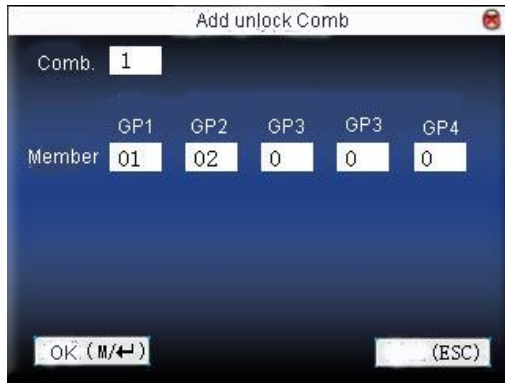 Add unlock Comb
Comb. 1
GP1 GP2 GP3 GP3 GP4
Member 01 02 0 0 0
OK (M/↵) (ESC)